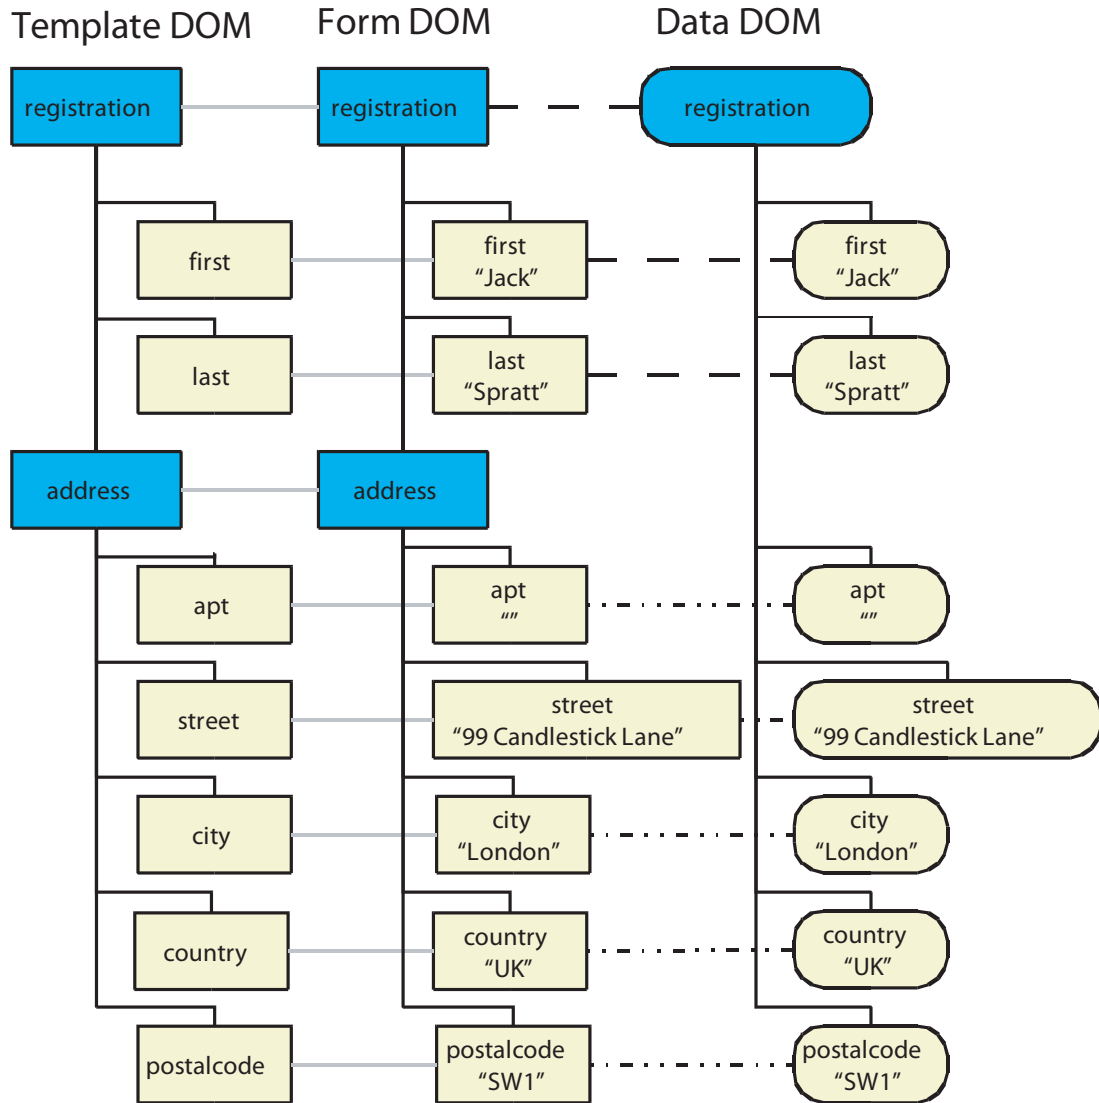 Template DOM Form DOM Data DOM
registration registration registration
first first first
“Jack” “Jack”
last last last
“Spratt” “Spratt”
address address
apt apt apt
“” “”
street street street
“99 Candlestick Lane” “99 Candlestick Lane”
city city city
“London” “London”
country country country
“UK” “UK”
postalcode postalcode postalcode
“SW1” “SW1”